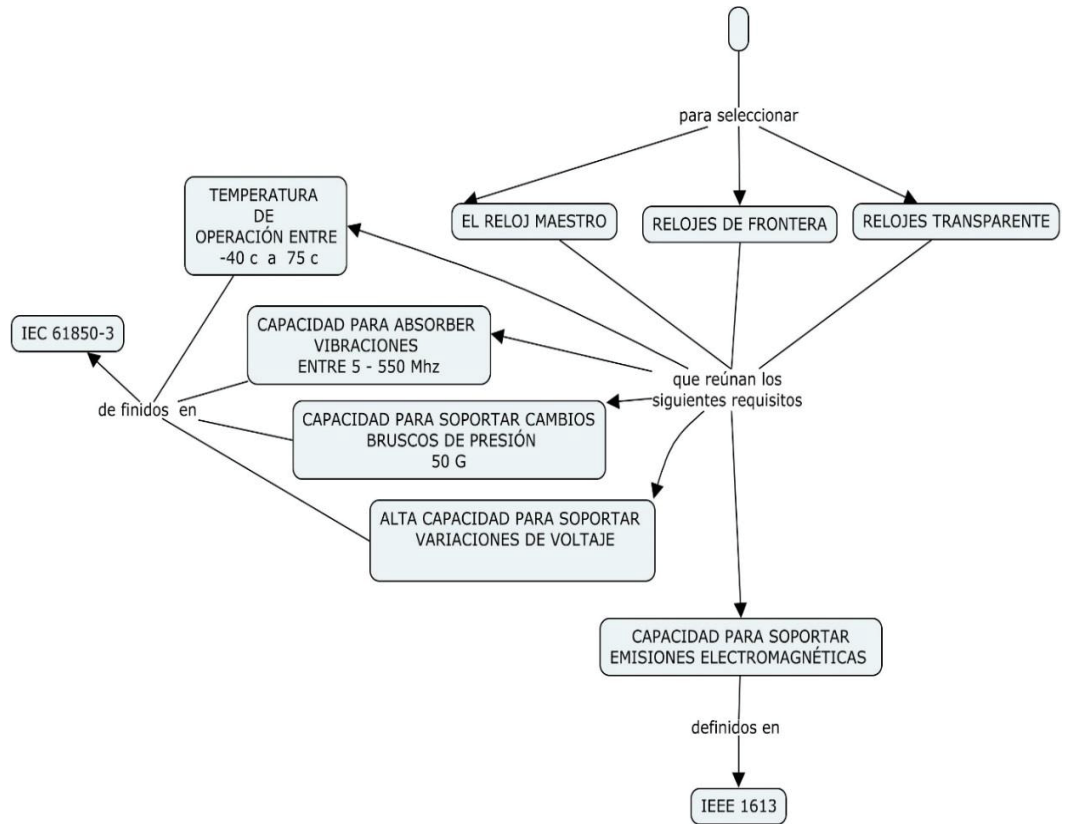 para seleccionar
EL RELOJ MAESTRO
RELOJES DE FRONTERA
RELOJES TRANSPARENTE
TEMPERATURA
DE
OPERACIÓN ENTRE
-40 c a 75 c
IEC 61850-3
CAPACIDAD PARA ABSORBER
VIBRACIONES
ENTRE 5 - 550 Mhz
que reúnan los
siguientes requisitos
de finidos en
CAPACIDAD PARA SOPORTAR CAMBIOS
BRUSCOS DE PRESIÓN
50 G
ALTA CAPACIDAD PARA SOPORTAR
VARIACIONES DE VOLTAJE
CAPACIDAD PARA SOPORTAR
EMISIONES ELECTROMAGNÉTICAS
definidos en
IEEE 1613